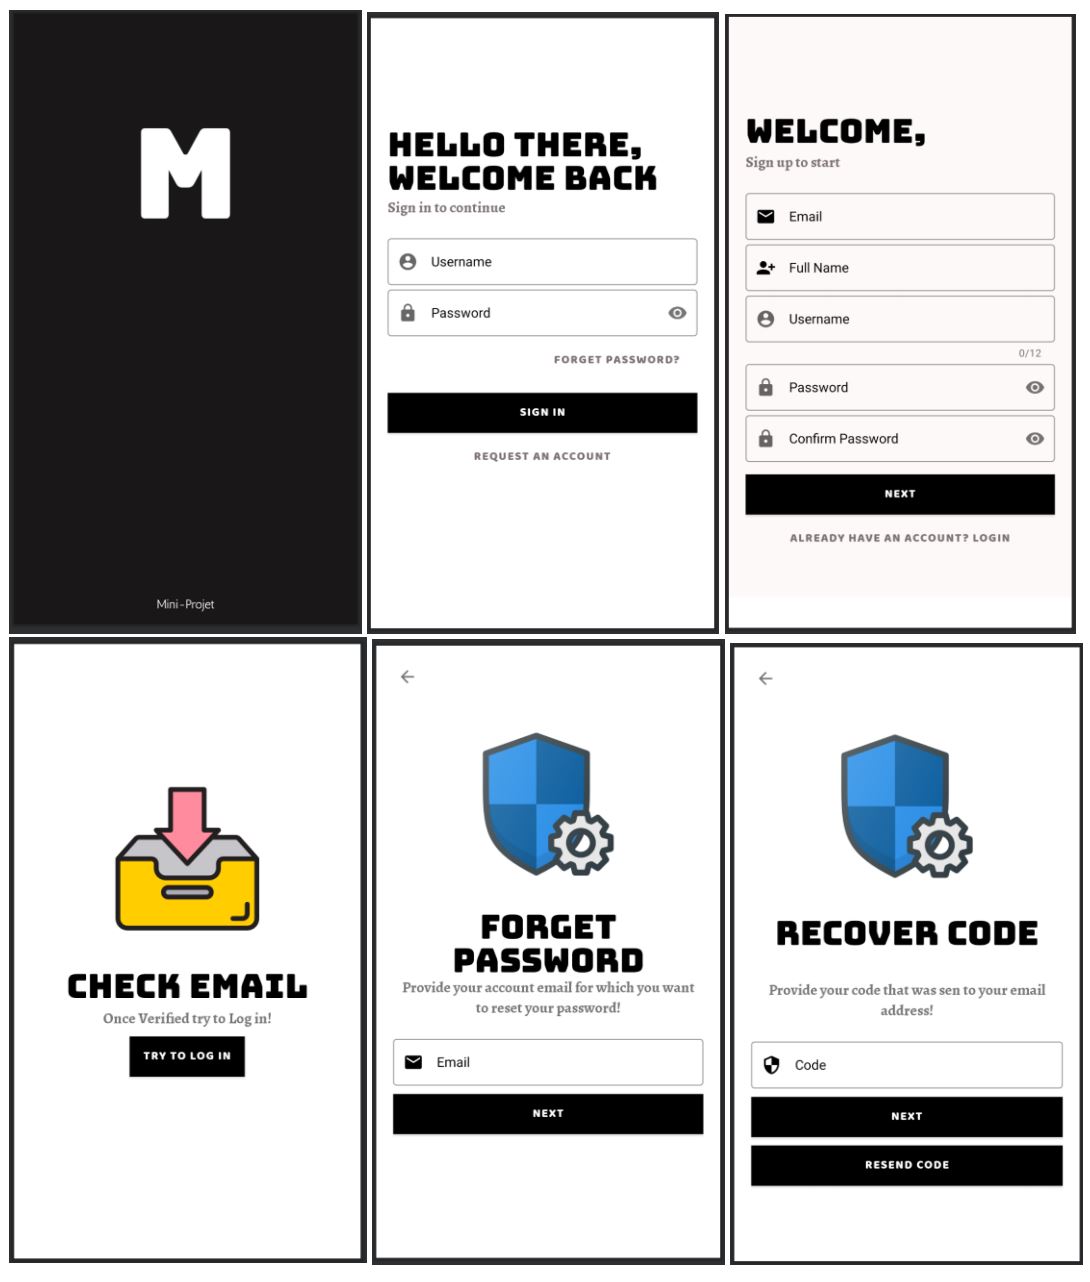 M
Mini-Projet
HELLO THERE,
WELCOME BACK
Sign in to continue
Username
Password
FORGET PASSWORD?
SIGN IN
REQUEST AN ACCOUNT
WELCOME,
Sign up to start
Email
Full Name
Username
0/12
Password
Confirm Password
NEXT
ALREADY HAVE AN ACCOUNT? LOGIN
CHECK EMAIL
Once Verified try to Log in!
TRY TO LOG IN
FORGET
PASSWORD
Provide your account email for which you want
to reset your password!
Email
NEXT
RECOVER CODE
Provide your code that was sen to your email
address!
Code
NEXT
RESEND CODE